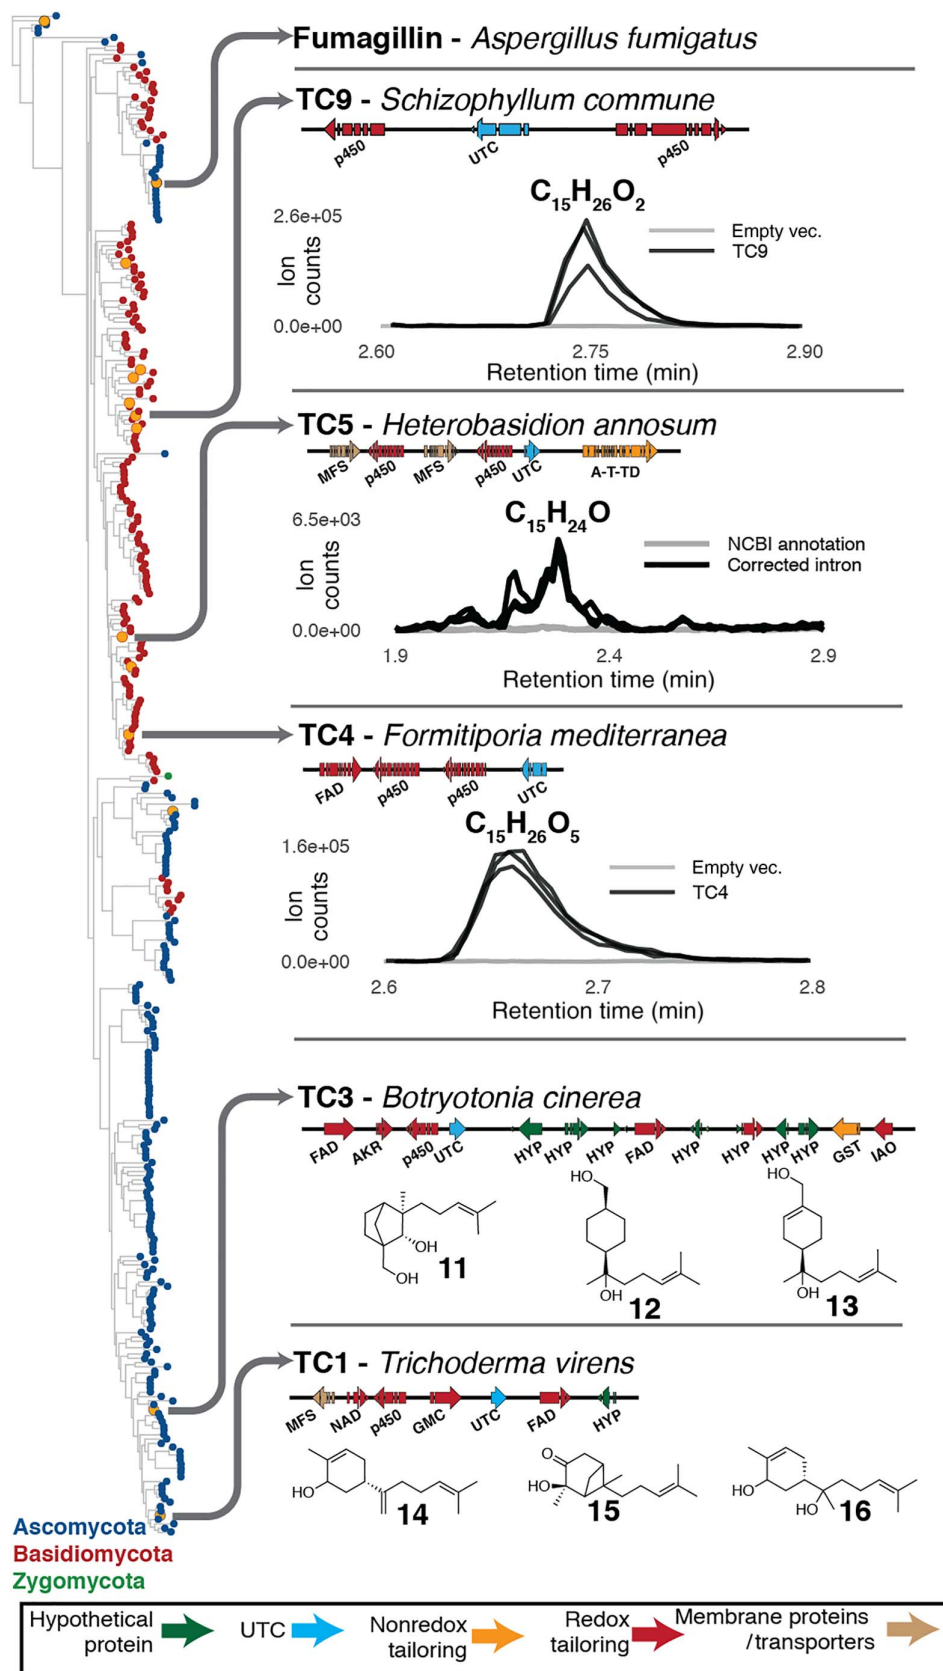 Fumagillin - Aspergillus fumigatus
TC9 - Schizophyllum commune
p450 UTC p450
C15H26O2
2.6e+05
Ion counts
0.0e+00
Empty vec.
TC9
2.60 2.75 2.90
Retention time (min)
TC5 - Heterobasidion annosum
MFS p450 MFS p450 UTC A-T-TD
C15H24O
6.5e+03
Ion counts
0.0e+00
NCBI annotation
Corrected intron
1.9 2.4 2.9
Retention time (min)
TC4 - Formitiporia mediterranea
FAD p450 p450 UTC
C15H26O5
1.6e+05
Ion counts
0.0e+00
Empty vec.
TC4
2.6 2.7 2.8
Retention time (min)
TC3 - Botryotonia cinerea
FAD AKR p450 UTC HYP HYP HYP FAD HYP HYP HYP HYP GST IAO
OH
OH
11
HO
OH
12
HO
OH
13
TC1 - Trichoderma virens
MFS NAD p450 GMC UTC FAD HYP
HO
14
O
HO
15
HO
HO
16
Ascomycota
Basidiomycota
Zygomycota
Hypothetical protein
UTC
Nonredox tailoring
Redox tailoring
Membrane proteins /transporters